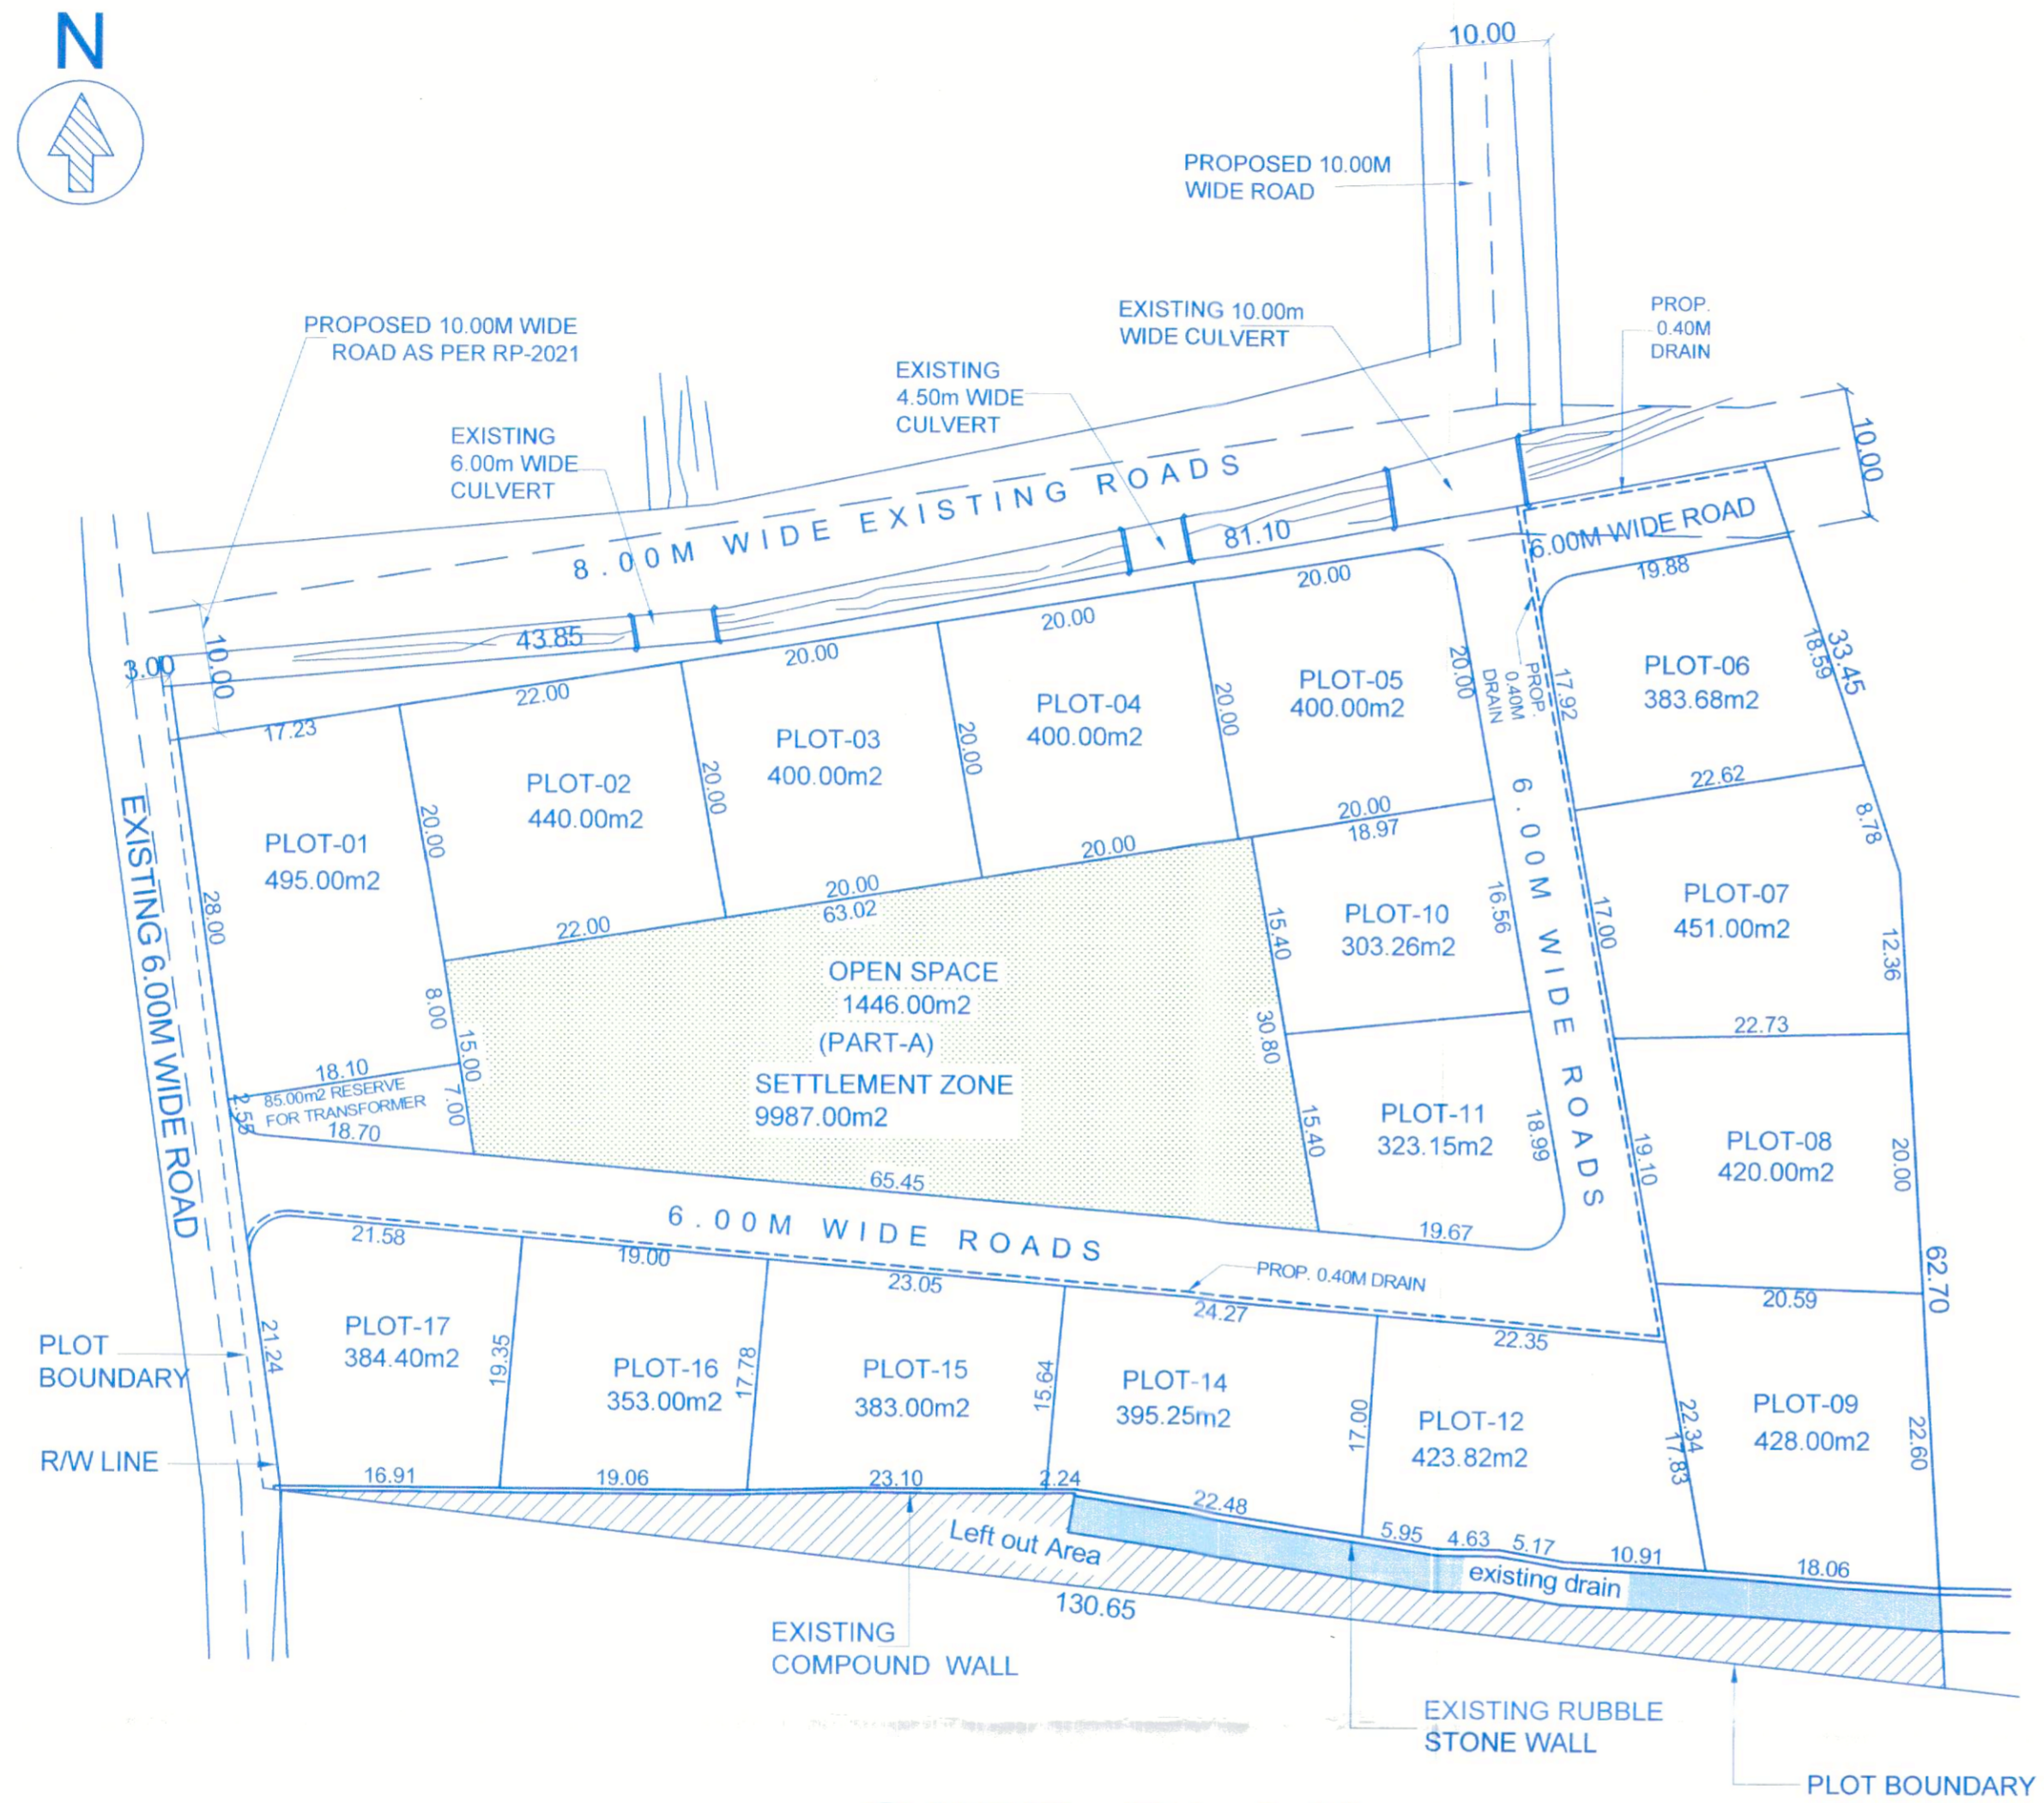 N
10.00
PROPOSED 10.00M
WIDE ROAD
PROPOSED 10.00M WIDE
ROAD AS PER RP-2021
EXISTING 10.00m
WIDE CULVERT
PROP.
0.40M
DRAIN
EXISTING
4.50m WIDE
CULVERT
EXISTING
6.00m WIDE
CULVERT
10.00
8.00M WIDE EXISTING ROADS
81.10
6.00M WIDE ROAD
43.85
3.00
10.00
17.23
22.00
20.00
20.00
20.00
19.88
PLOT-01
495.00m2
28.00
20.00
PLOT-02
440.00m2
20.00
PLOT-03
400.00m2
20.00
PLOT-04
400.00m2
20.00
PLOT-05
400.00m2
20.00
PROP.
0.40M
DRAIN
17.92
PLOT-06
383.68m2
18.59
33.45
22.62
8.78
EXISTING 6.00M WIDE ROAD
22.00
20.00
63.02
20.00
20.00
18.97
8.00
15.00
7.00
18.10
85.00m2 RESERVE
FOR TRANSFORMER
2.55
18.70
OPEN SPACE
1446.00m2
(PART-A)
SETTLEMENT ZONE
9987.00m2
65.45
15.40
30.80
15.40
PLOT-10
303.26m2
16.56
6.00M WIDE ROADS
17.00
PLOT-07
451.00m2
12.36
22.73
PLOT-11
323.15m2
18.99
19.67
19.10
PLOT-08
420.00m2
20.00
20.59
62.70
6.00M WIDE ROADS
PROP. 0.40M DRAIN
21.58
19.00
23.05
24.27
22.35
PLOT
BOUNDARY
R/W LINE
21.24
PLOT-17
384.40m2
19.35
PLOT-16
353.00m2
17.78
PLOT-15
383.00m2
15.64
PLOT-14
395.25m2
17.00
PLOT-12
423.82m2
22.34
17.83
PLOT-09
428.00m2
22.60
16.91
19.06
23.10
2.24
22.48
5.95
4.63
5.17
10.91
18.06
Left out Area
existing drain
130.65
EXISTING
COMPOUND WALL
EXISTING RUBBLE
STONE WALL
PLOT BOUNDARY